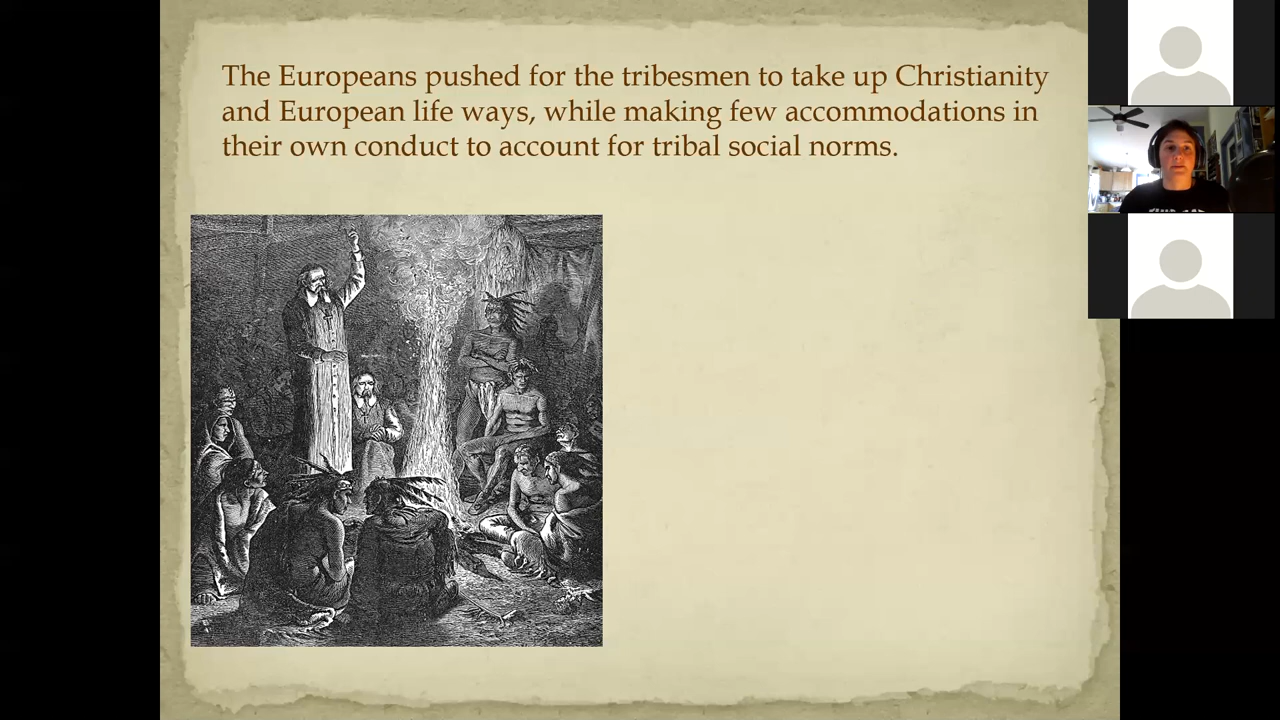 The Europeans pushed for the tribesmen to take up Christianity
and European life ways, while making few accommodations in
their own conduct to account for tribal social norms.